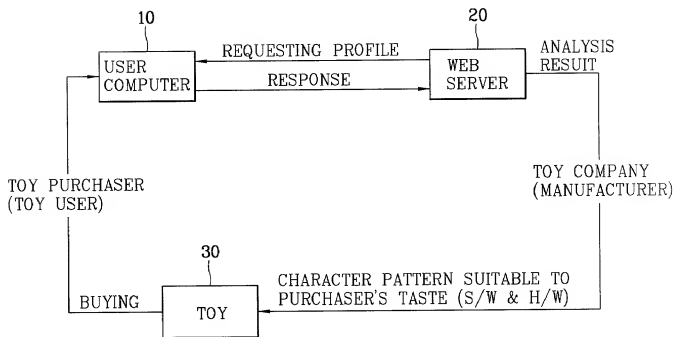 10
20
REQUESTING PROFILE
ANALYSIS
RESUIT
USER
COMPUTER
WEB
SERVER
RESPONSE
TOY PURCHASER
(TOY USER)
TOY COMPANY
(MANUFACTURER)
30
CHARACTER PATTERN SUITABLE TO
PURCHASER'S TASTE (S/W & H/W)
BUYING
TOY